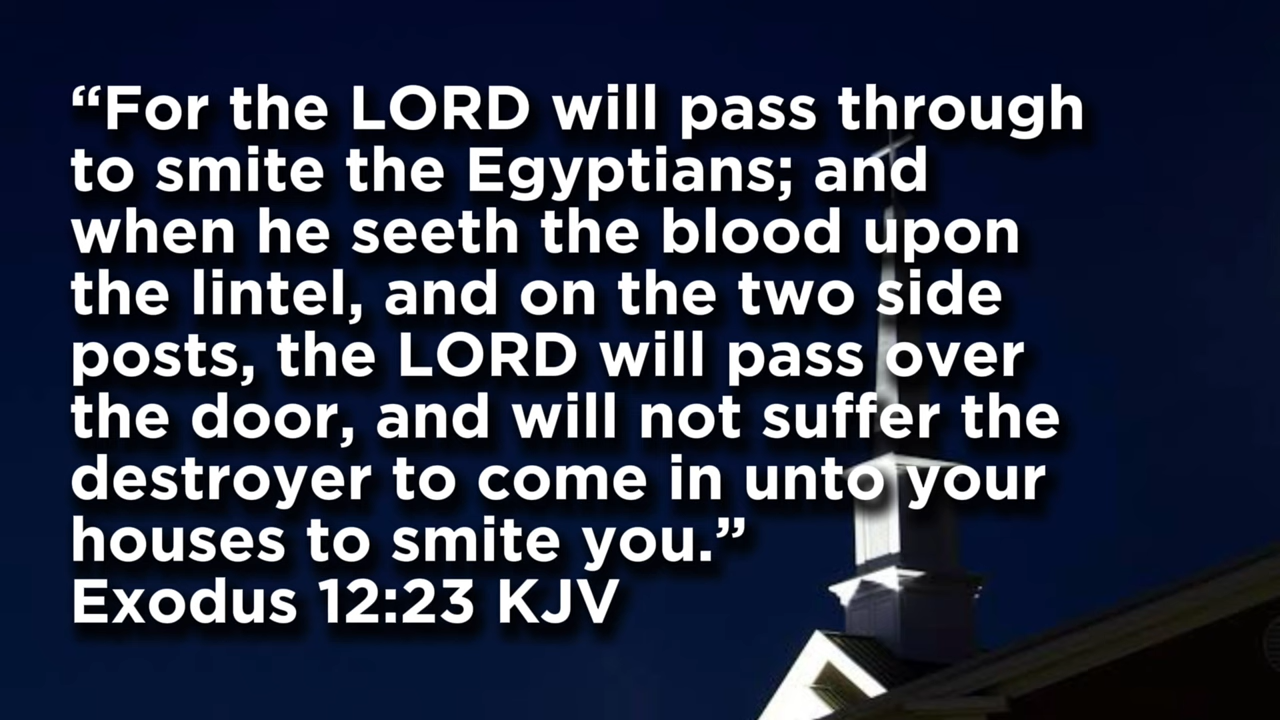 “For the LORD will pass through
to smite the Egyptians; and
when he seeth the blood upon
the lintel, and on the two side
posts, the LORD will pass over
the door, and will not suffer the
destroyer to come in unto your
houses to smite you.”
Exodus 12:23 KJV